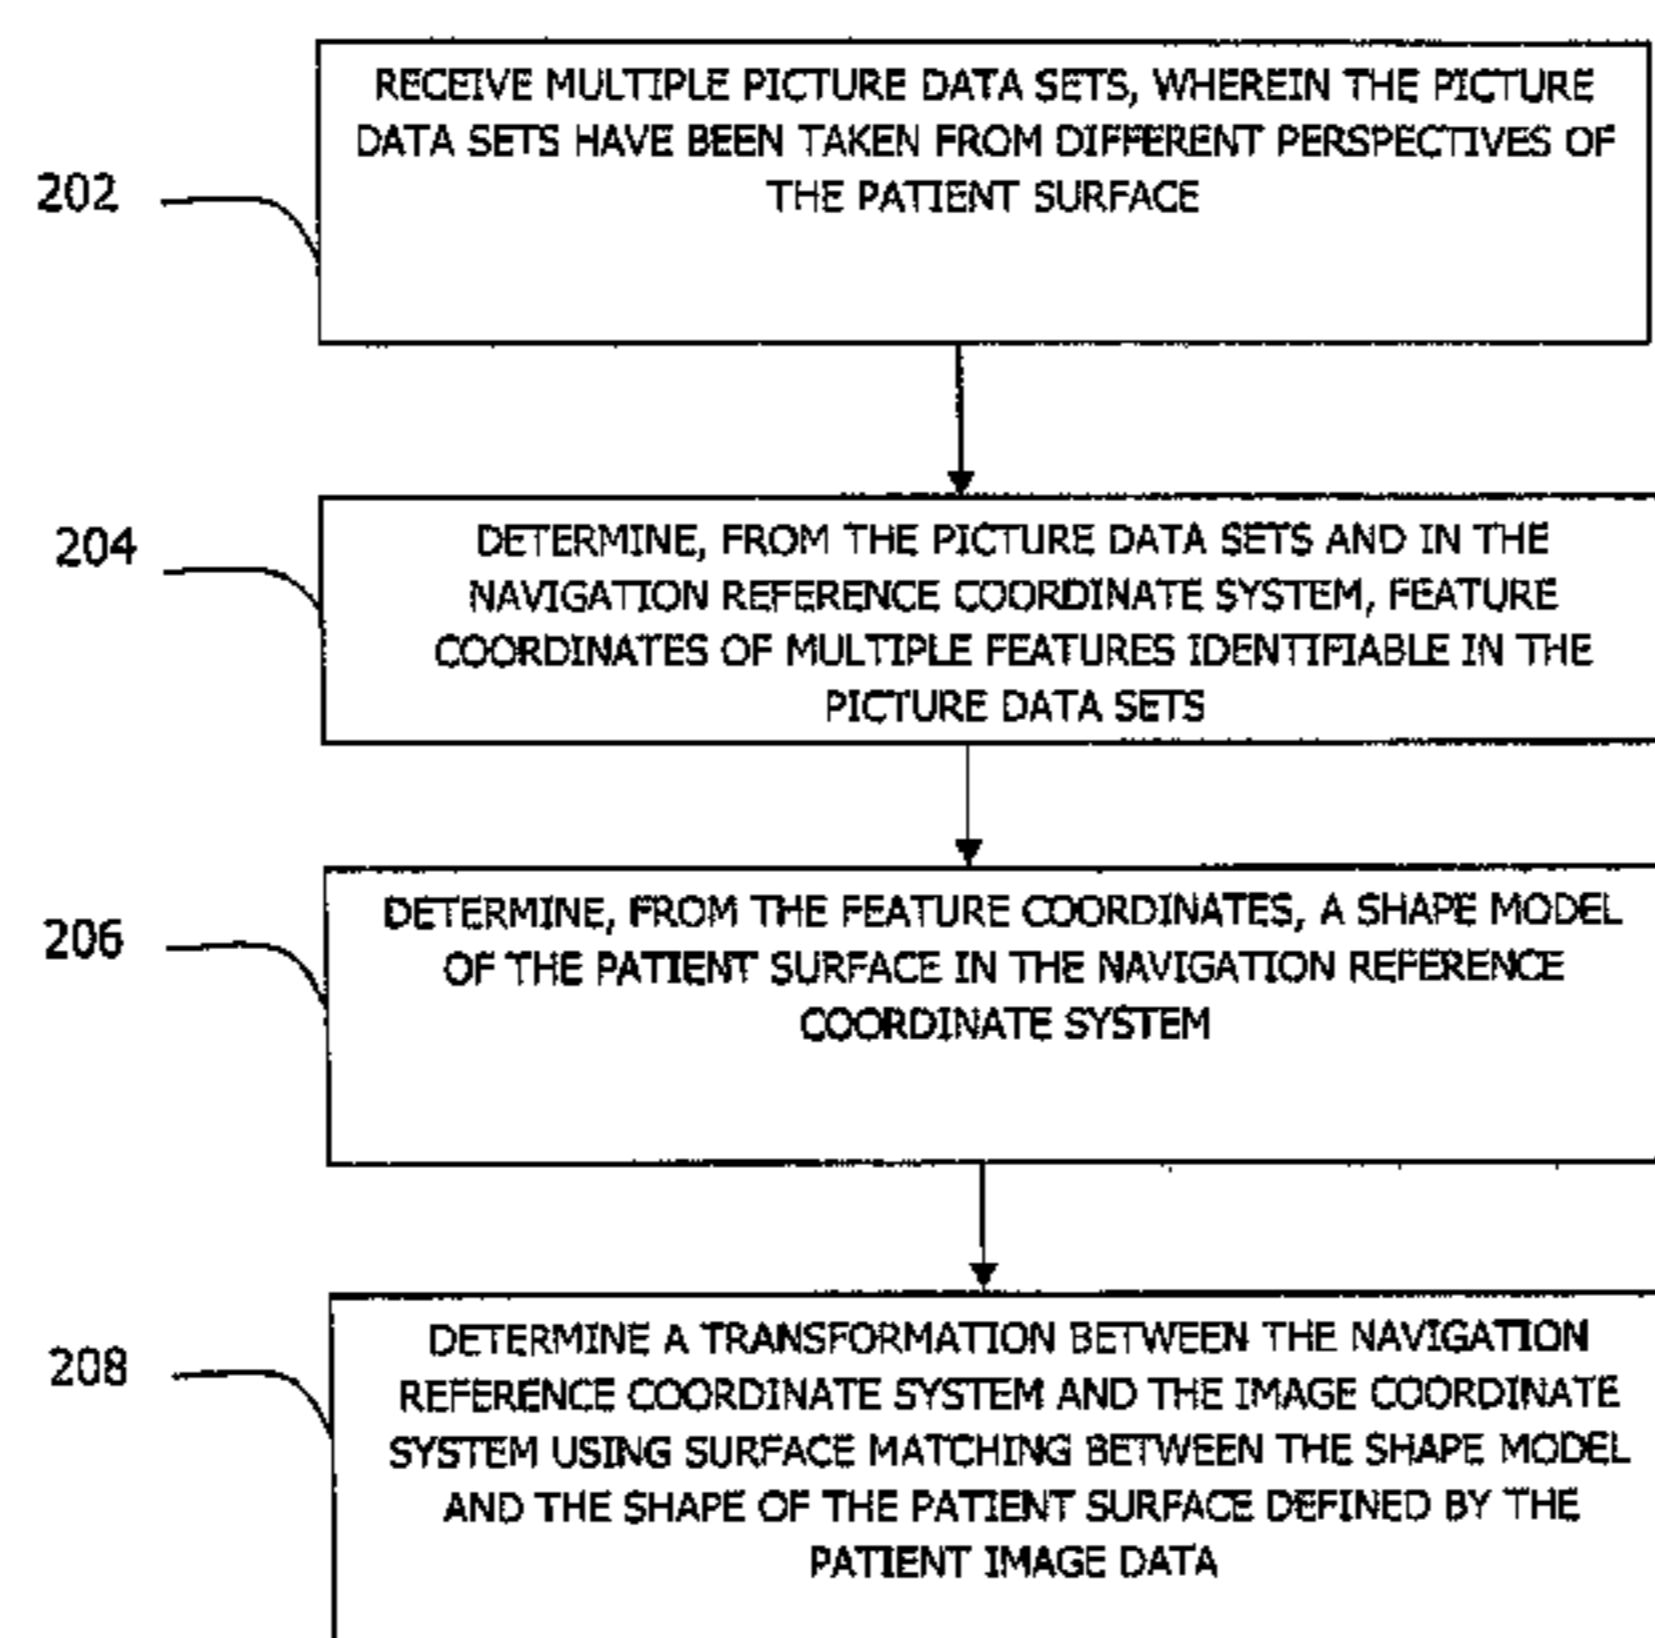 RECEIVE MULTIPLE PICTURE DATA SETS, WHEREIN THE PICTURE
DATA SETS HAVE BEEN TAKEN FROM DIFFERENT PERSPECTIVES OF
THE PATIENT SURFACE
202
204
DETERMINE, FROM THE PICTURE DATA SETS AND IN THE
NAVIGATION REFERENCE COORDINATE SYSTEM, FEATURE
COORDINATES OF MULTIPLE FEATURES IDENTIFIABLE IN THE
PICTURE DATA SETS
206
DETERMINE, FROM THE FEATURE COORDINATES, A SHAPE MODEL
OF THE PATIENT SURFACE IN THE NAVIGATION REFERENCE
COORDINATE SYSTEM
208
DETERMINE A TRANSFORMATION BETWEEN THE NAVIGATION
REFERENCE COORDINATE SYSTEM AND THE IMAGE COORDINATE
SYSTEM USING SURFACE MATCHING BETWEEN THE SHAPE MODEL
AND THE SHAPE OF THE PATIENT SURFACE DEFINED BY THE
PATIENT IMAGE DATA